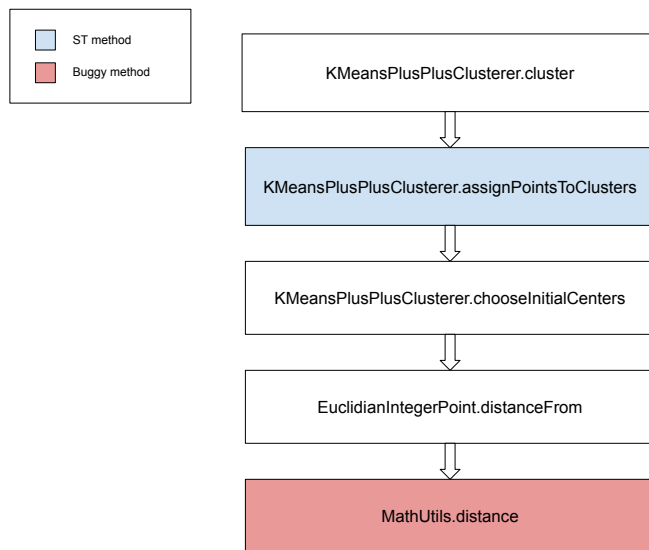 ST method
Buggy method
KMeansPlusPlusClusterer.cluster
KMeansPlusPlusClusterer.assignPointsToClusters
KMeansPlusPlusClusterer.chooseInitialCenters
EuclidianIntegerPoint.distanceFrom
MathUtils.distance